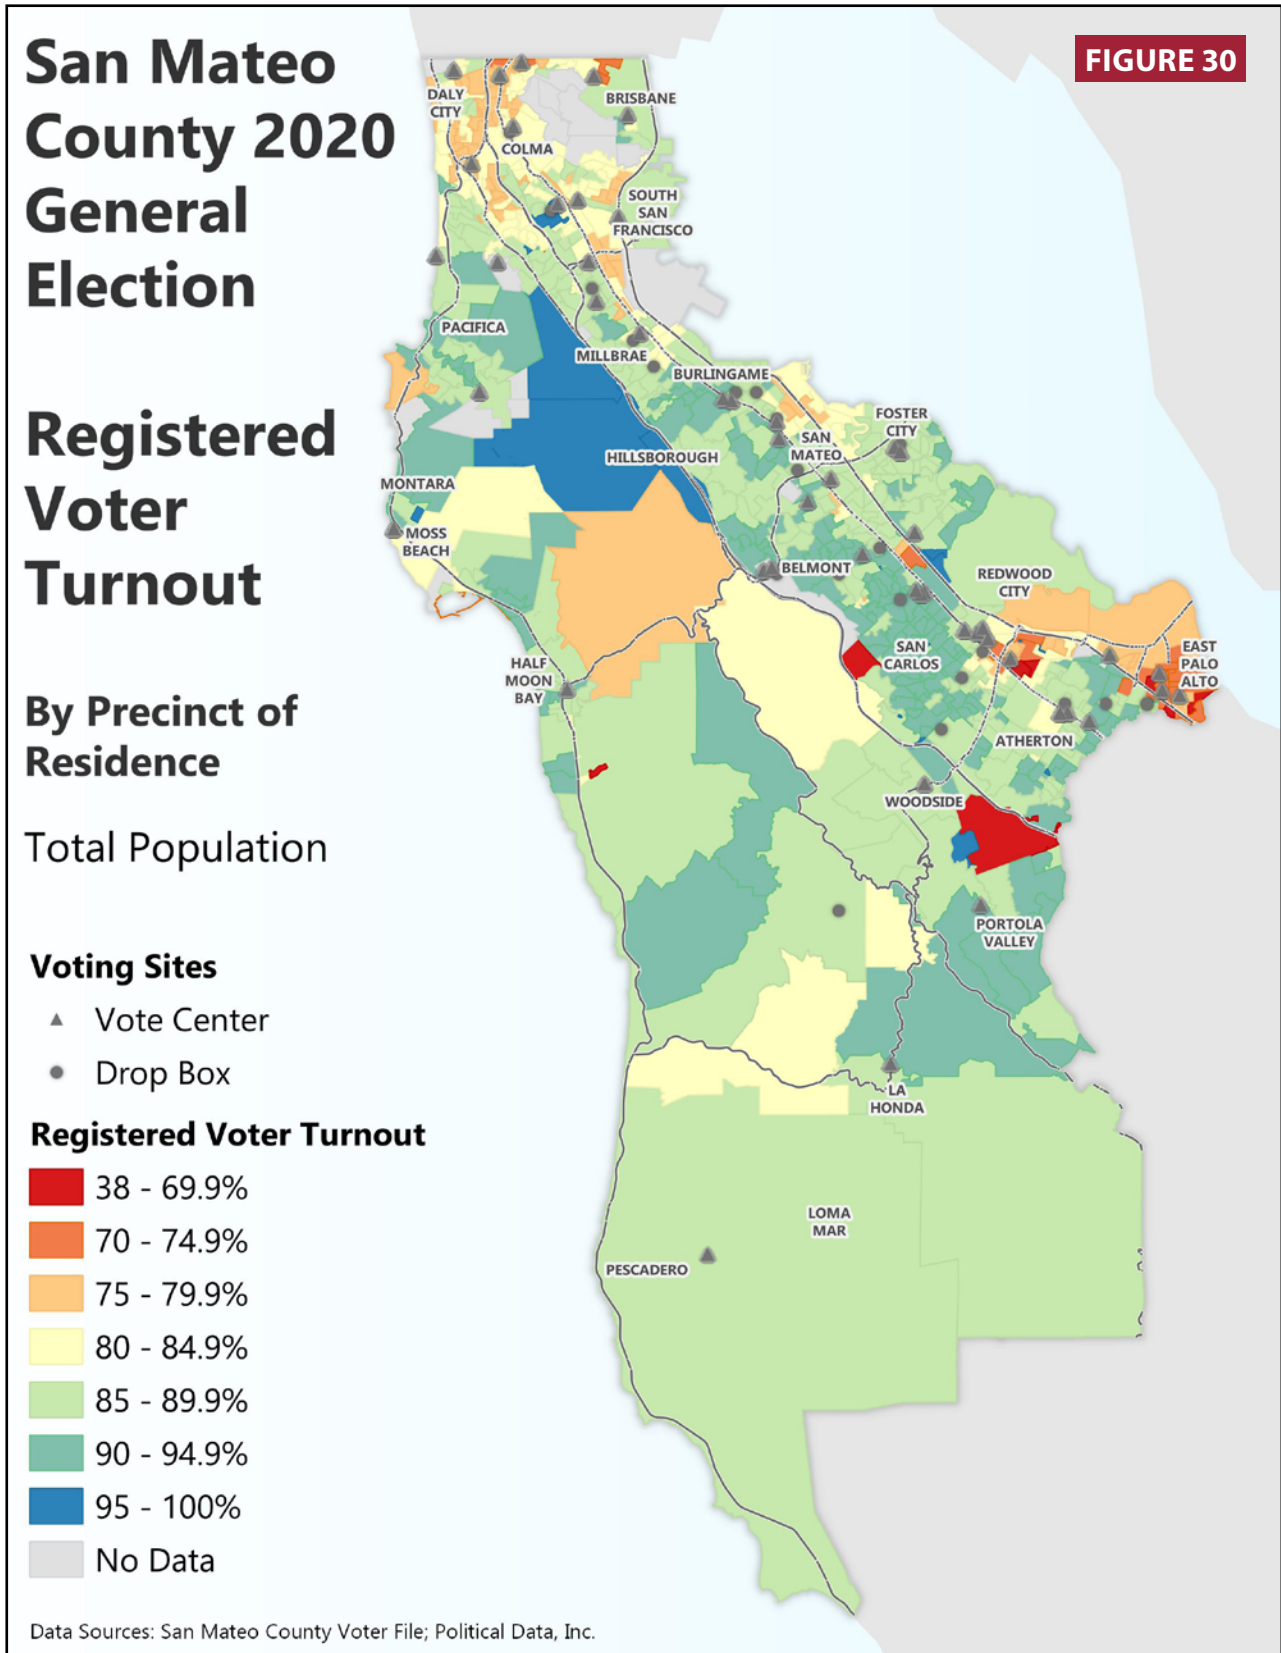 FIGURE 30
San Mateo
County 2020
General
Election
Registered
Voter
Turnout
By Precinct of
Residence
Total Population
Voting Sites
Vote Center
Drop Box
Registered Voter Turnout
38 - 69.9%
70 - 74.9%
75 - 79.9%
80 - 84.9%
85 - 89.9%
90 - 94.9%
95 - 100%
No Data
Data Sources: San Mateo County Voter File; Political Data, Inc.
DALY
CITY
BRISBANE
COLMA
SOUTH
SAN
FRANCISCO
PACIFICA
MILLBRAE
BURLINGAME
FOSTER
CITY
SAN
MATEO
HILLSBOROUGH
MONTARA
MOSS
BEACH
BELMONT
REDWOOD
CITY
SAN
CARLOS
EAST
PALO
ALTO
HALF
MOON
BAY
ATHERTON
WOODSIDE
PORTOLA
VALLEY
LA
HONDA
LOMA
MAR
PESCADERO